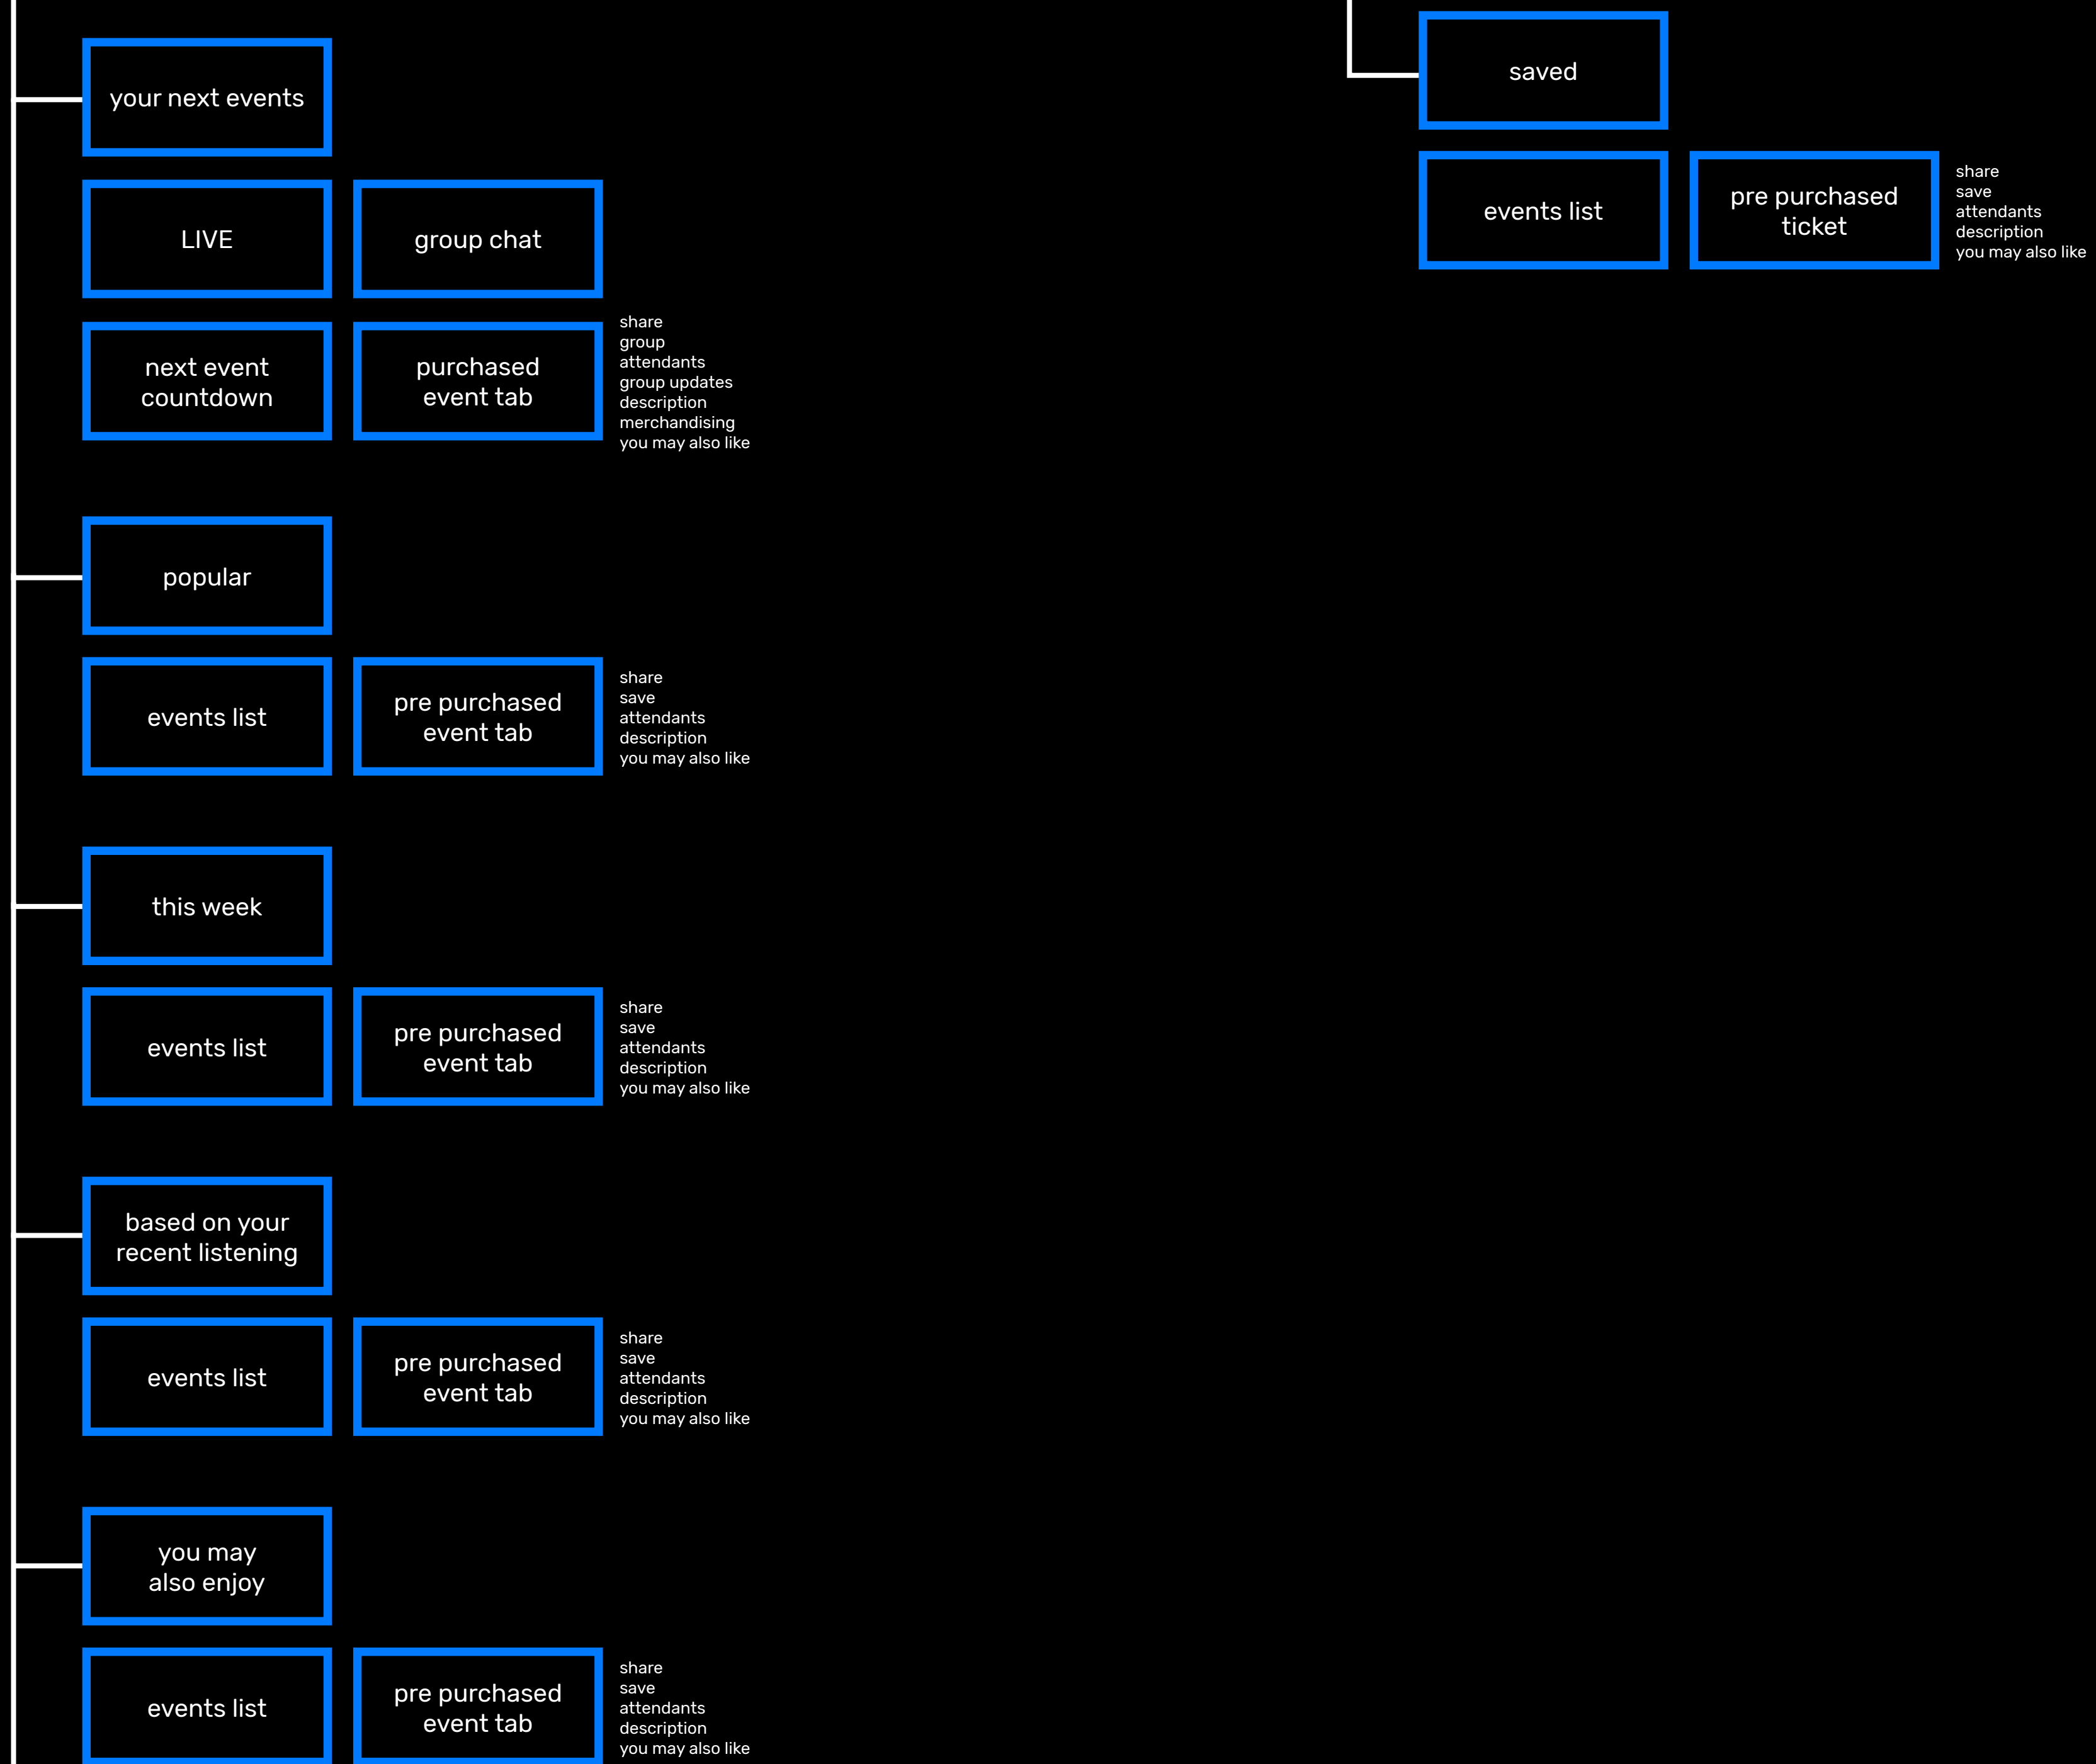 your next events
LIVE
group chat
next event
countdown
purchased
event tab
share
group
attendants
group updates
description
merchandising
you may also like
popular
events list
pre purchased
event tab
share
save
attendants
description
you may also like
this week
events list
pre purchased
event tab
share
save
attendants
description
you may also like
based on your
recent listening
events list
pre purchased
event tab
share
save
attendants
description
you may also like
you may
also enjoy
events list
pre purchased
event tab
share
save
attendants
description
you may also like
saved
events list
pre purchased
ticket
share
save
attendants
description
you may also like